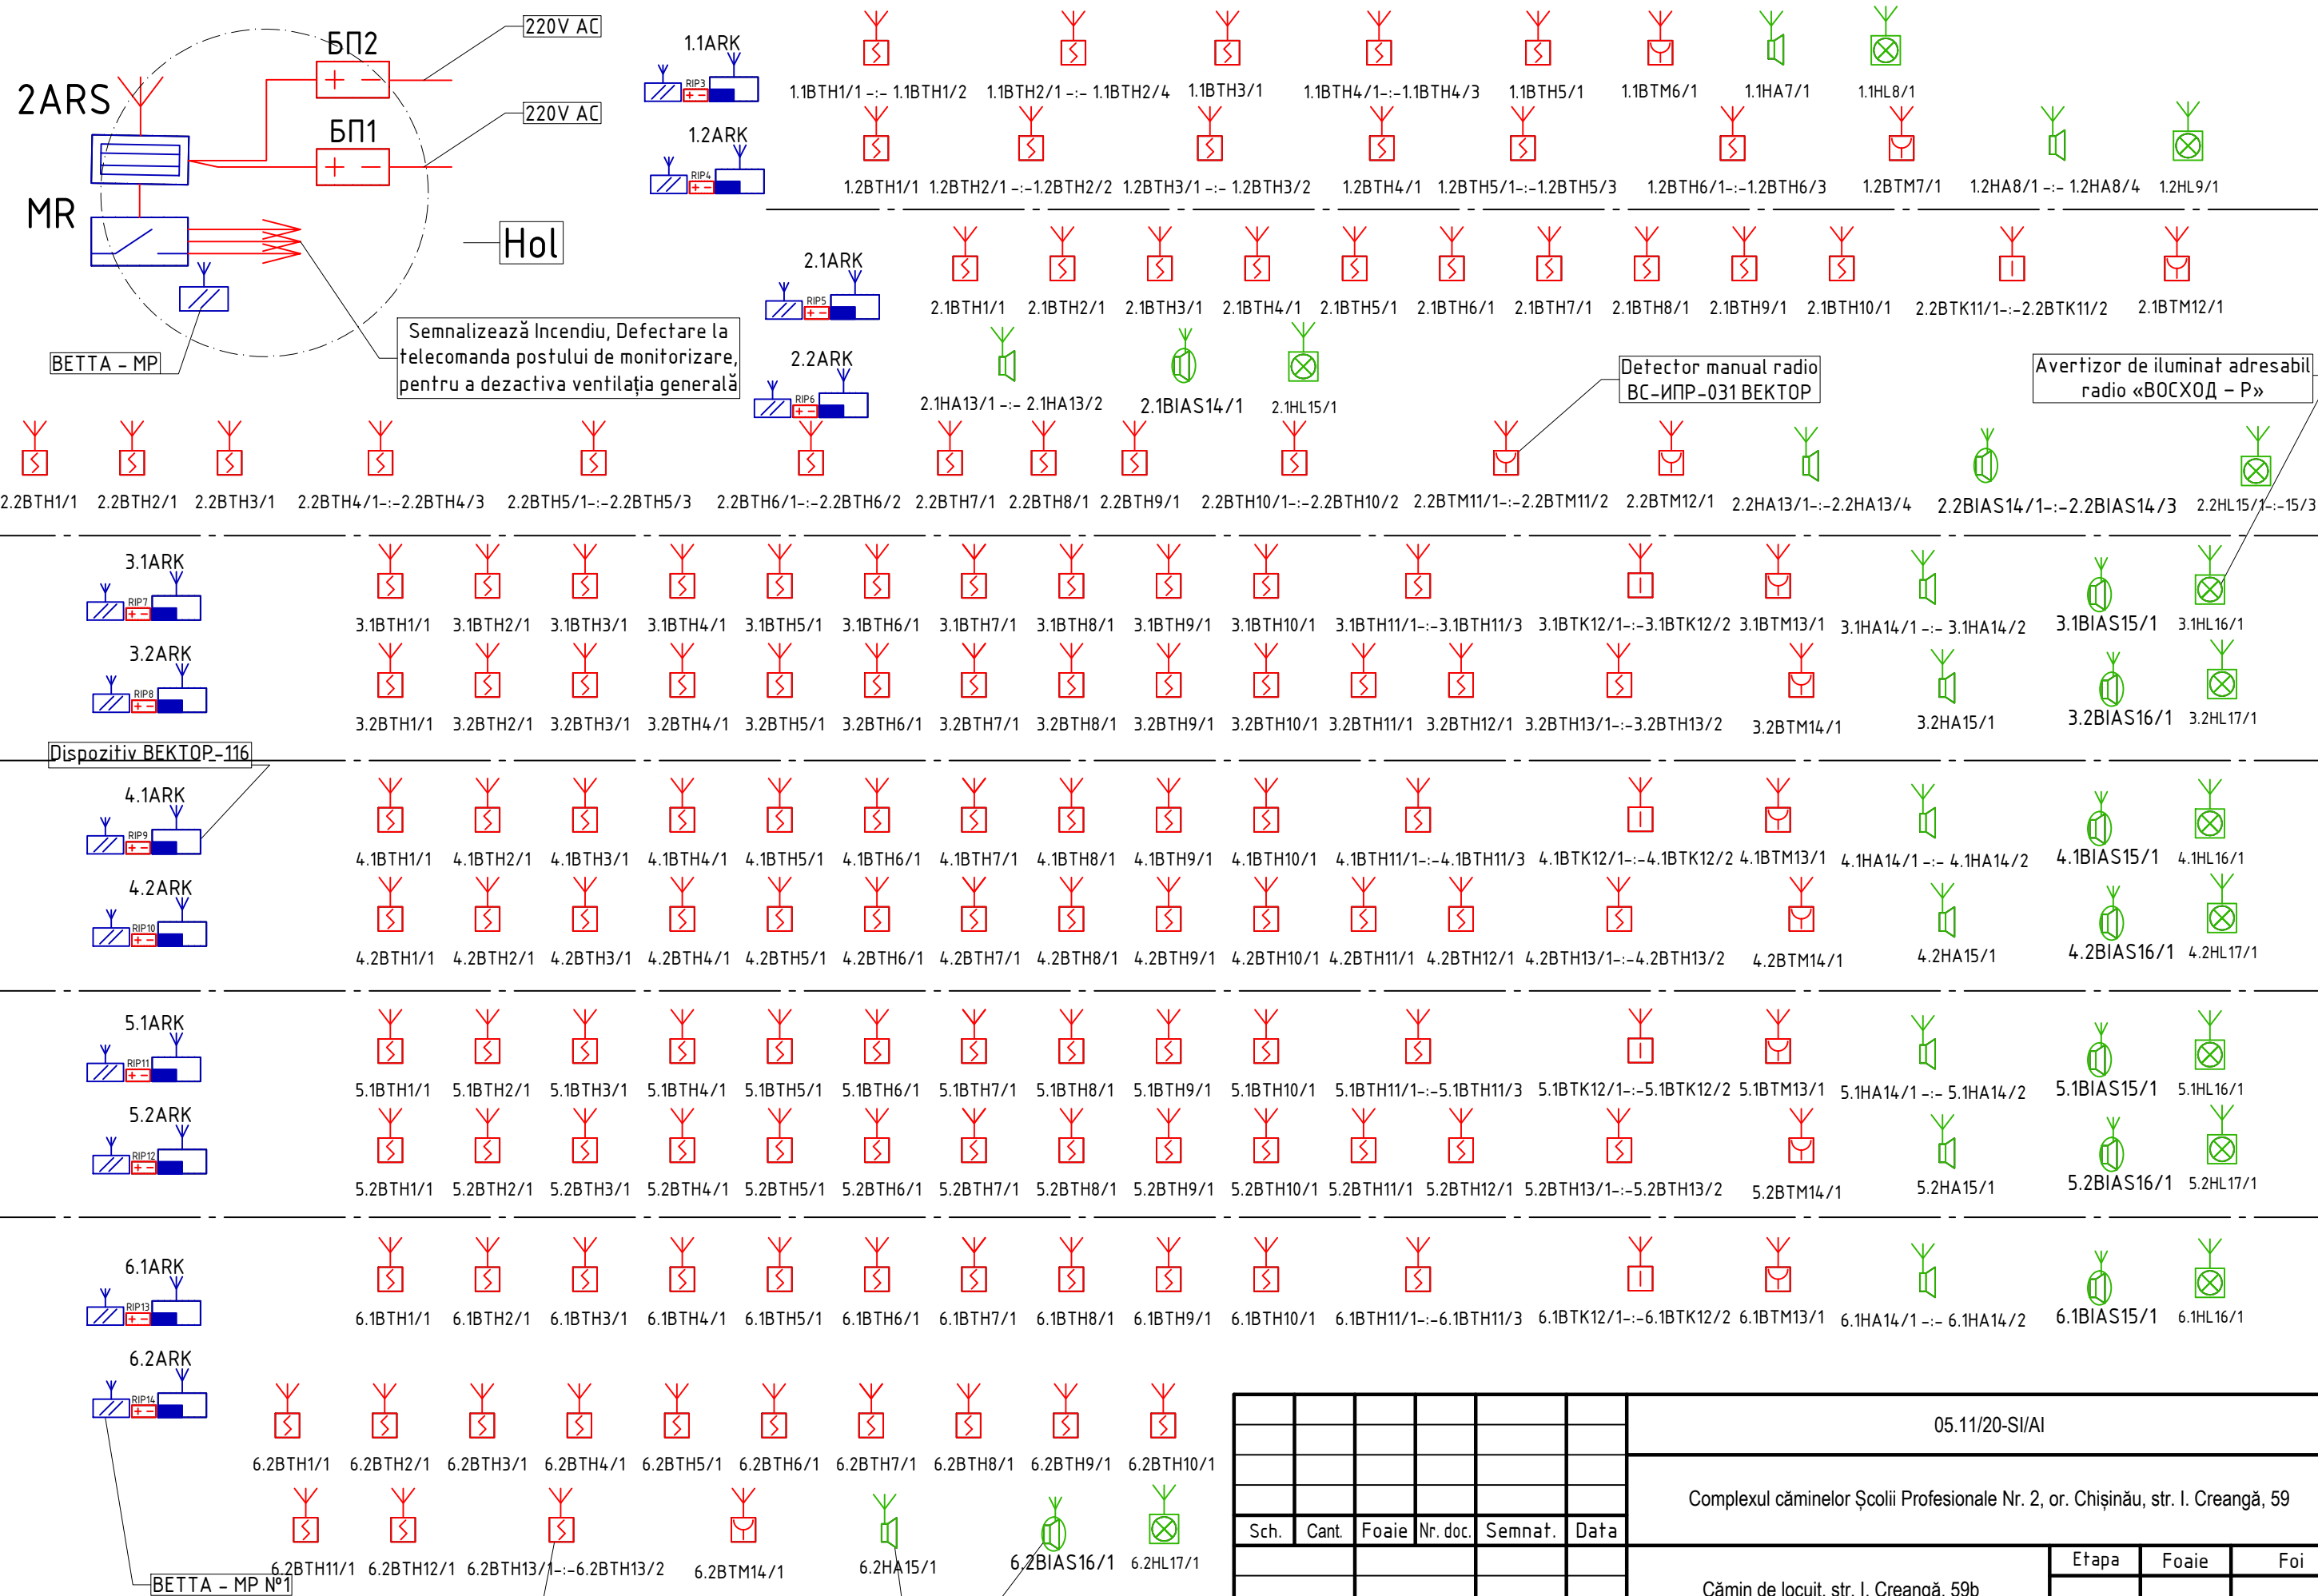 БП2
220V AC
2ARS
БП1
220V AC
MR
Hol
BETTA - MP
Semnalizează Incendiu, Defectare la
telecomanda postului de monitorizare,
pentru a dezactiva ventilația generală
1.1ARK
RIP3
+ -
1.1BTH1/1 -:- 1.1BTH1/2 1.1BTH2/1 -:- 1.1BTH2/4 1.1BTH3/1 1.1BTH4/1-:-1.1BTH4/3 1.1BTH5/1 1.1BTM6/1 1.1HA7/1 1.1HL8/1
1.2ARK
RIP4
+ -
1.2BTH1/1 1.2BTH2/1 -:-1.2BTH2/2 1.2BTH3/1 -:- 1.2BTH3/2 1.2BTH4/1 1.2BTH5/1-:-1.2BTH5/3 1.2BTH6/1-:-1.2BTH6/3 1.2BTM7/1 1.2HA8/1 -:- 1.2HA8/4 1.2HL9/1
2.1ARK
RIP5
+ -
2.1BTH1/1 2.1BTH2/1 2.1BTH3/1 2.1BTH4/1 2.1BTH5/1 2.1BTH6/1 2.1BTH7/1 2.1BTH8/1 2.1BTH9/1 2.1BTH10/1 2.2BTK11/1-:-2.2BTK11/2 2.1BTM12/1
2.2ARK
RIP6
+ -
2.1HA13/1 -:- 2.1HA13/2 2.1BIAS14/1 2.1HL15/1
Detector manual radio
ВС-ИПР-031 ВЕКТОР
Avertizor de iluminat adresabil
radio «ВОСХОД - Р»
2.2BTH1/1 2.2BTH2/1 2.2BTH3/1 2.2BTH4/1-:-2.2BTH4/3 2.2BTH5/1-:-2.2BTH5/3 2.2BTH6/1-:-2.2BTH6/2 2.2BTH7/1 2.2BTH8/1 2.2BTH9/1 2.2BTH10/1-:-2.2BTH10/2 2.2BTM11/1-:-2.2BTM11/2 2.2BTM12/1 2.2HA13/1-:-2.2HA13/4 2.2BIAS14/1-:-2.2BIAS14/3 2.2HL15/1-:-15/3
3.1ARK
RIP7
+ -
3.1BTH1/1 3.1BTH2/1 3.1BTH3/1 3.1BTH4/1 3.1BTH5/1 3.1BTH6/1 3.1BTH7/1 3.1BTH8/1 3.1BTH9/1 3.1BTH10/1 3.1BTH11/1-:-3.1BTH11/3 3.1BTK12/1-:-3.1BTK12/2 3.1BTM13/1 3.1HA14/1 -:- 3.1HA14/2 3.1BIAS15/1 3.1HL16/1
3.2ARK
RIP8
+ -
3.2BTH1/1 3.2BTH2/1 3.2BTH3/1 3.2BTH4/1 3.2BTH5/1 3.2BTH6/1 3.2BTH7/1 3.2BTH8/1 3.2BTH9/1 3.2BTH10/1 3.2BTH11/1 3.2BTH12/1 3.2BTH13/1-:-3.2BTH13/2 3.2BTM14/1 3.2HA15/1 3.2BIAS16/1 3.2HL17/1
Dispozitiv ВЕКТОР-116
4.1ARK
RIP9
+ -
4.1BTH1/1 4.1BTH2/1 4.1BTH3/1 4.1BTH4/1 4.1BTH5/1 4.1BTH6/1 4.1BTH7/1 4.1BTH8/1 4.1BTH9/1 4.1BTH10/1 4.1BTH11/1-:-4.1BTH11/3 4.1BTK12/1-:-4.1BTK12/2 4.1BTM13/1 4.1HA14/1 -:- 4.1HA14/2 4.1BIAS15/1 4.1HL16/1
4.2ARK
RIP10
+ -
4.2BTH1/1 4.2BTH2/1 4.2BTH3/1 4.2BTH4/1 4.2BTH5/1 4.2BTH6/1 4.2BTH7/1 4.2BTH8/1 4.2BTH9/1 4.2BTH10/1 4.2BTH11/1 4.2BTH12/1 4.2BTH13/1-:-4.2BTH13/2 4.2BTM14/1 4.2HA15/1 4.2BIAS16/1 4.2HL17/1
5.1ARK
RIP11
+ -
5.1BTH1/1 5.1BTH2/1 5.1BTH3/1 5.1BTH4/1 5.1BTH5/1 5.1BTH6/1 5.1BTH7/1 5.1BTH8/1 5.1BTH9/1 5.1BTH10/1 5.1BTH11/1-:-5.1BTH11/3 5.1BTK12/1-:-5.1BTK12/2 5.1BTM13/1 5.1HA14/1 -:- 5.1HA14/2 5.1BIAS15/1 5.1HL16/1
5.2ARK
RIP12
+ -
5.2BTH1/1 5.2BTH2/1 5.2BTH3/1 5.2BTH4/1 5.2BTH5/1 5.2BTH6/1 5.2BTH7/1 5.2BTH8/1 5.2BTH9/1 5.2BTH10/1 5.2BTH11/1 5.2BTH12/1 5.2BTH13/1-:-5.2BTH13/2 5.2BTM14/1 5.2HA15/1 5.2BIAS16/1 5.2HL17/1
6.1ARK
RIP13
+ -
6.1BTH1/1 6.1BTH2/1 6.1BTH3/1 6.1BTH4/1 6.1BTH5/1 6.1BTH6/1 6.1BTH7/1 6.1BTH8/1 6.1BTH9/1 6.1BTH10/1 6.1BTH11/1-:-6.1BTH11/3 6.1BTK12/1-:-6.1BTK12/2 6.1BTM13/1 6.1HA14/1 -:- 6.1HA14/2 6.1BIAS15/1 6.1HL16/1
6.2ARK
RIP14
+ -
6.2BTH1/1 6.2BTH2/1 6.2BTH3/1 6.2BTH4/1 6.2BTH5/1 6.2BTH6/1 6.2BTH7/1 6.2BTH8/1 6.2BTH9/1 6.2BTH10/1
6.2BTH11/1 6.2BTH12/1 6.2BTH13/1-:-6.2BTH13/2 6.2BTM14/1 6.2HA15/1 6.2BIAS16/1 6.2HL17/1
BETTA - MP Nº1
05.11/20-SI/AI
Complexul căminelor Școlii Profesionale Nr. 2, or. Chișinău, str. I. Creangă, 59
Sch. Cant. Foaie Nr. doc. Semnat. Data
Etapa Foaie Foi
Cămin de locuit, str. I. Creangă, 59b